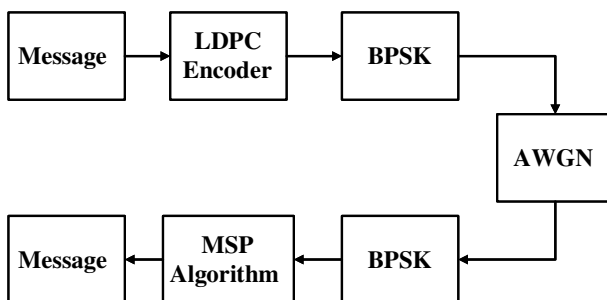 Message
LDPC
Encoder
BPSK
AWGN
Message
MSP
Algorithm
BPSK